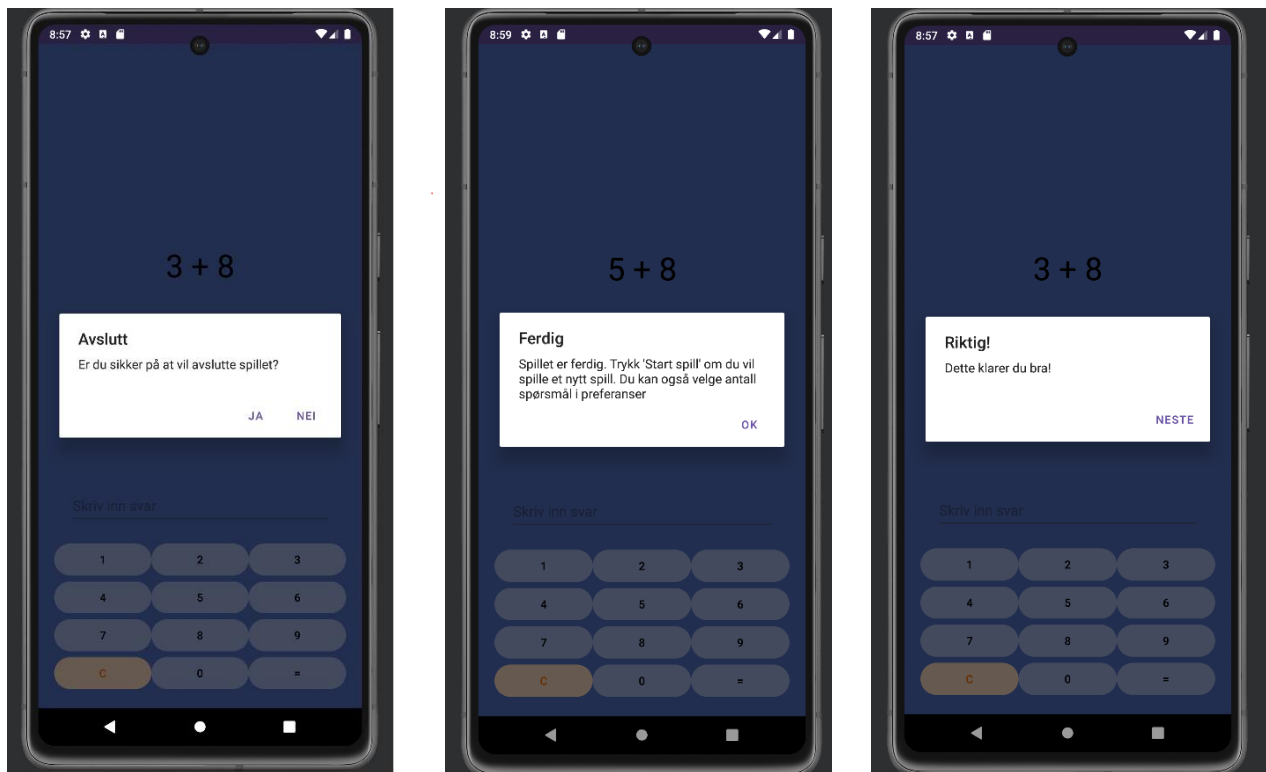 8:57
3 + 8
Avslutt
Er du sikker på at vil avslutte spillet?
JA NEI
Skriv inn svar
1 2 3
4 5 6
7 8 9
C 0 =
8:59
5 + 8
Ferdig
Spillet er ferdig. Trykk 'Start spill' om du vil
spille et nytt spill. Du kan også velge antall
spørsmål i preferanser
OK
Skriv inn svar
1 2 3
4 5 6
7 8 9
C 0 =
8:57
3 + 8
Riktig!
Dette klarer du bra!
NESTE
Skriv inn svar
1 2 3
4 5 6
7 8 9
C 0 =